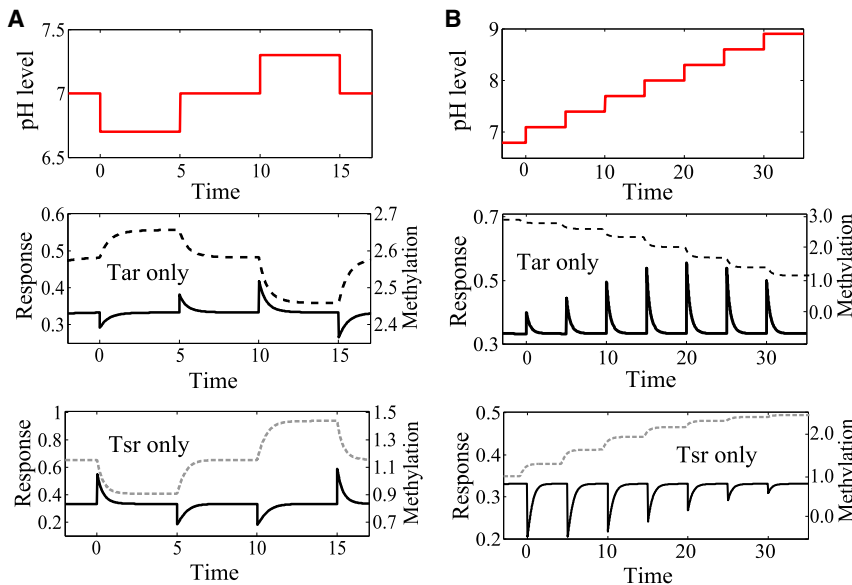 A
7.5
7
6.5
pH level
0 5 10 15
Time
0.6
0.5
0.4
0.3
Response
Tar only
2.7
2.6
2.5
2.4
Methylation
0 5 10 15
Time
1
0.8
0.6
0.4
0.2
Response
Tsr only
1.5
1.3
1.1
0.9
0.7
Methylation
0 5 10 15
Time
B
9
8
7
pH level
0 10 20 30
Time
0.7
0.5
0.3
Response
Tar only
3.0
2.0
1.0
0.0
Methylation
0 10 20 30
Time
0.5
0.4
0.3
0.2
Response
Tsr only
2.0
1.0
0.0
Methylation
0 10 20 30
Time